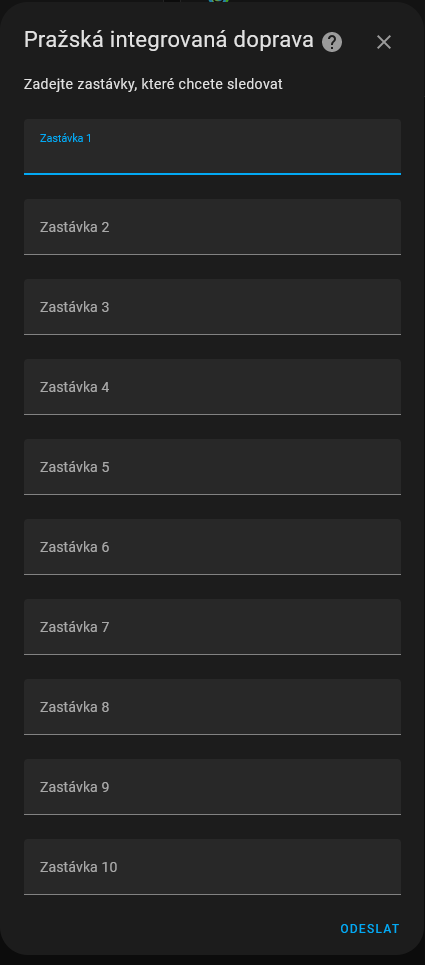 Pražská integrovaná doprava
Zadejte zastávky, které chcete sledovat
Zastávka 1
Zastávka 2
Zastávka 3
Zastávka 4
Zastávka 5
Zastávka 6
Zastávka 7
Zastávka 8
Zastávka 9
Zastávka 10
ODESLAT